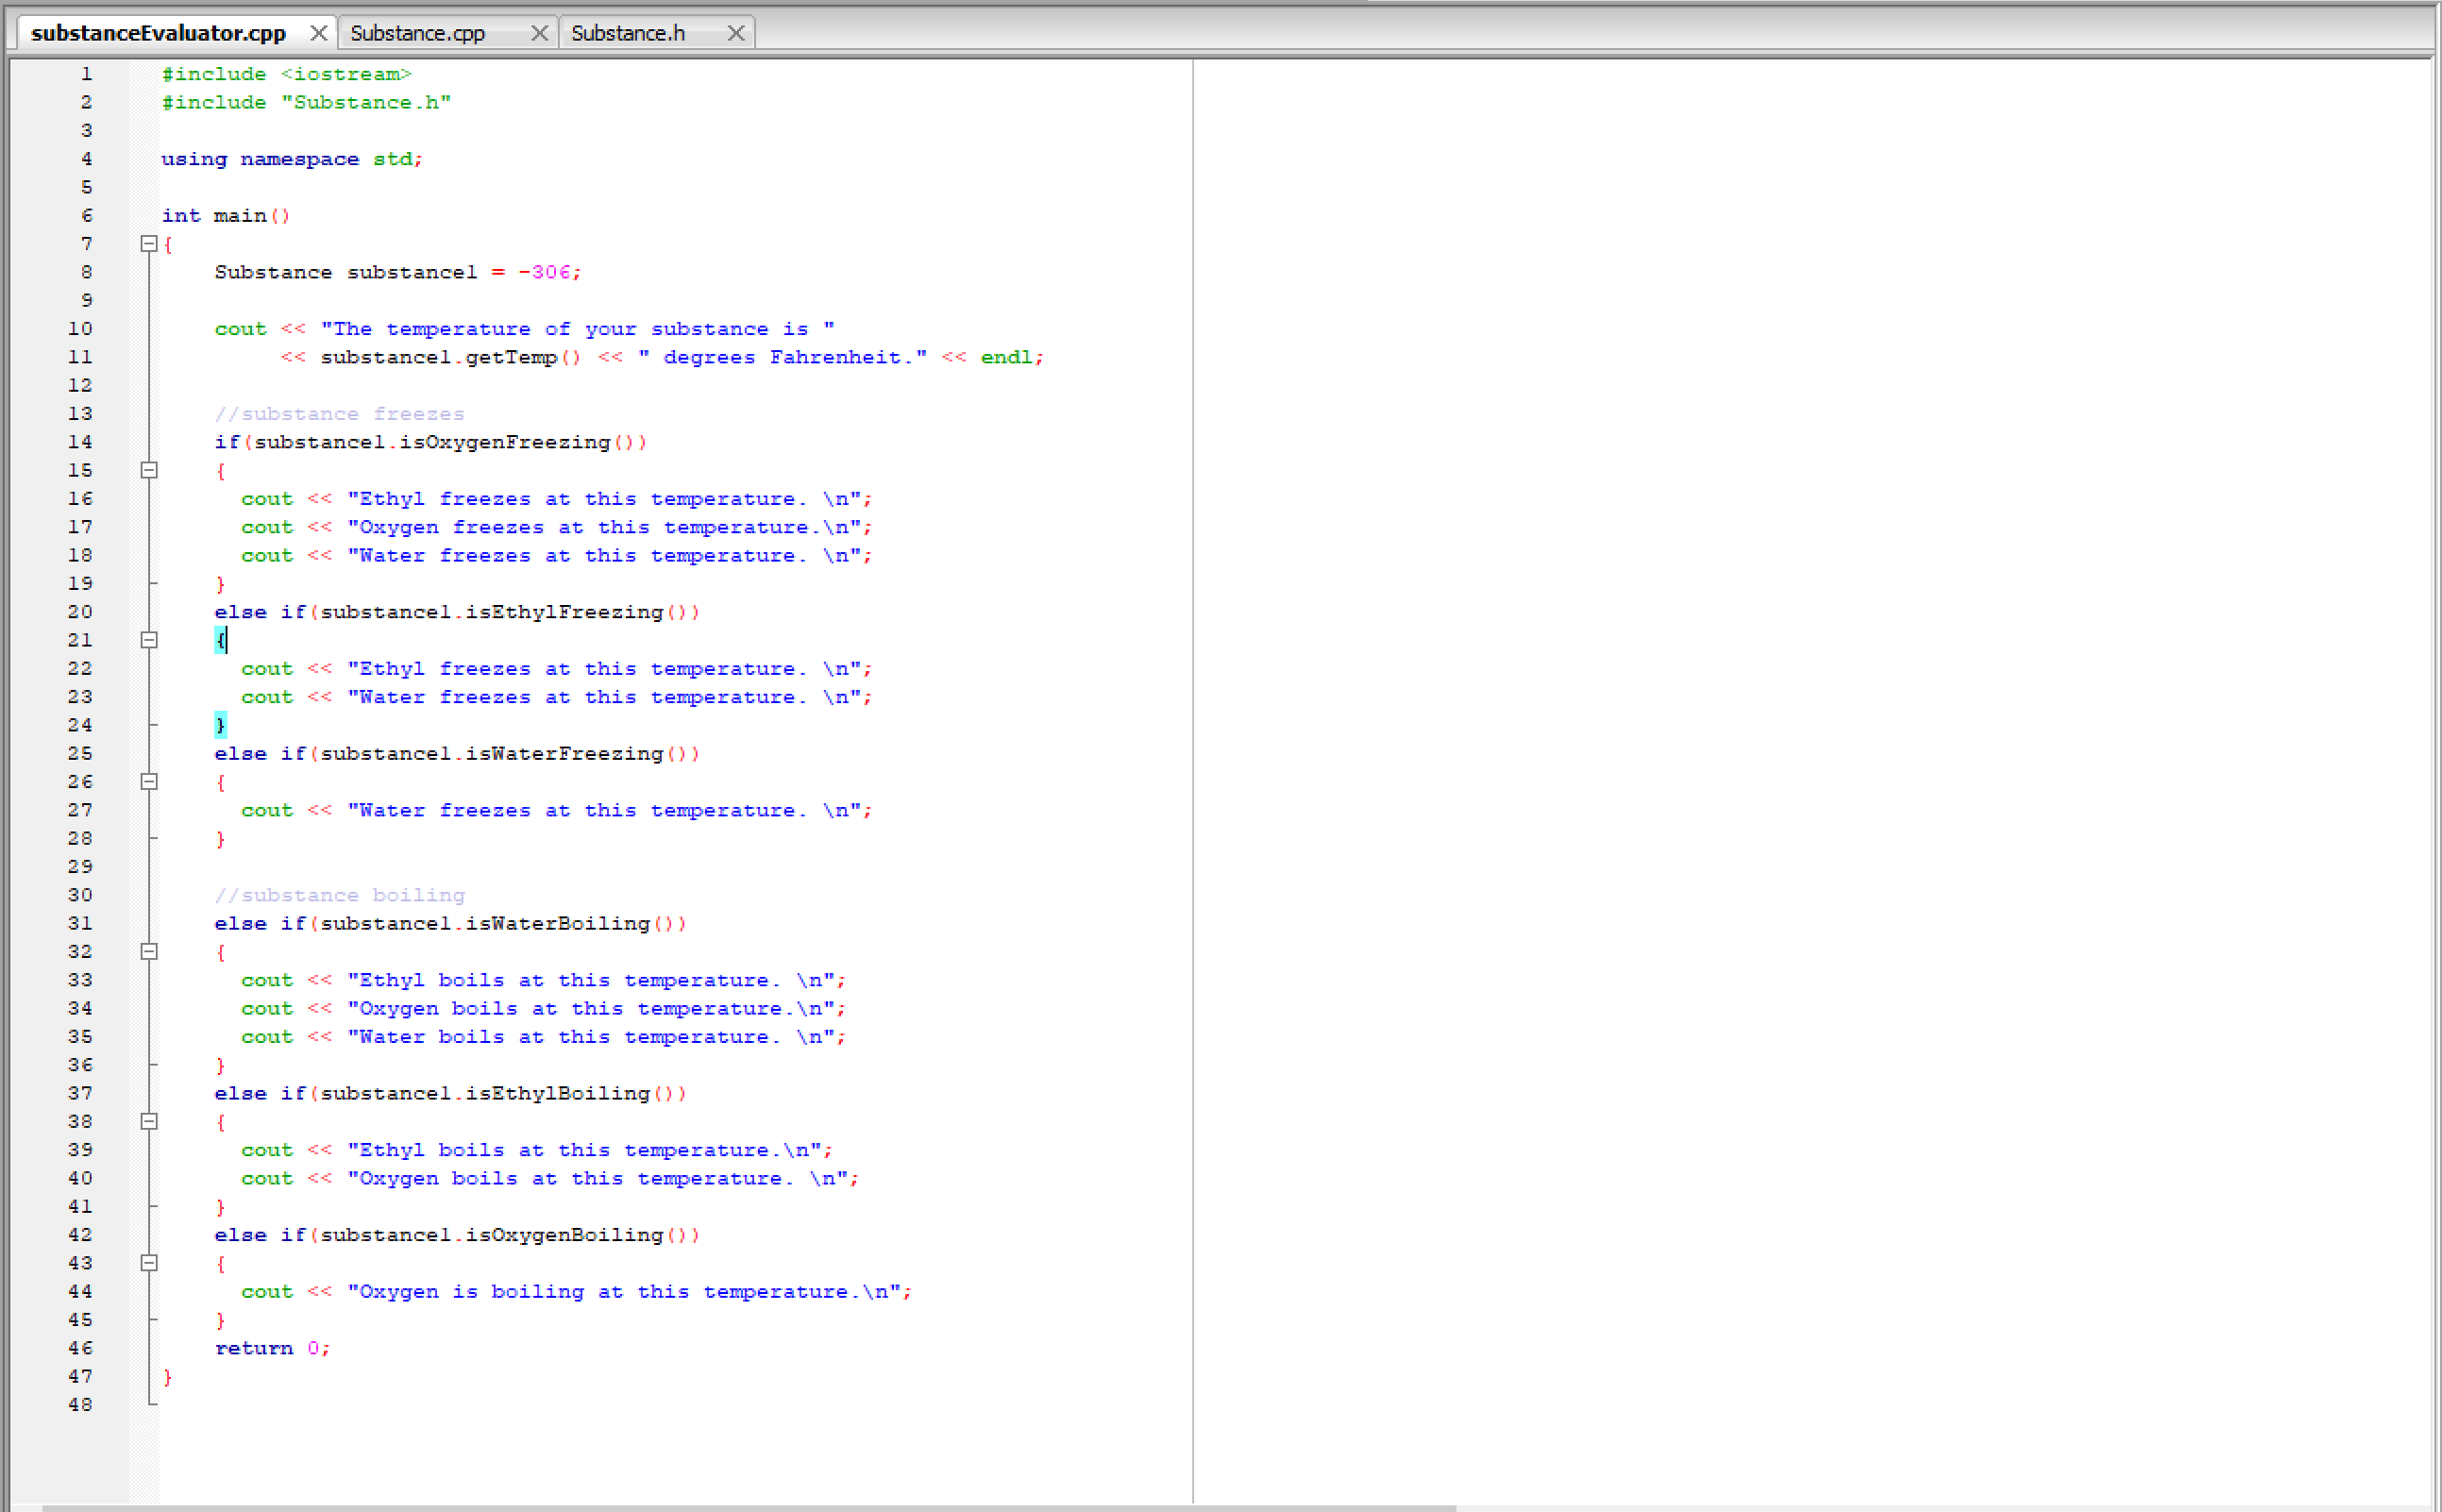 substanceEvaluator.cpp Substance.cpp Substance.h
1 #include <iostream>
2 #include "Substance.h"
3
4 using namespace std;
5
6 int main()
7 {
8 Substance substance1 = -306;
9
10 cout << "The temperature of your substance is "
11 << substance1.getTemp() << " degrees Fahrenheit." << endl;
12
13 //substance freezes
14 if(substance1.isOxygenFreezing())
15 {
16 cout << "Ethyl freezes at this temperature. \n";
17 cout << "Oxygen freezes at this temperature.\n";
18 cout << "Water freezes at this temperature. \n";
19 }
20 else if(substance1.isEthylFreezing())
21 {
22 cout << "Ethyl freezes at this temperature. \n";
23 cout << "Water freezes at this temperature. \n";
24 }
25 else if(substance1.isWaterFreezing())
26 {
27 cout << "Water freezes at this temperature. \n";
28 }
29
30 //substance boiling
31 else if(substance1.isWaterBoiling())
32 {
33 cout << "Ethyl boils at this temperature. \n";
34 cout << "Oxygen boils at this temperature.\n";
35 cout << "Water boils at this temperature. \n";
36 }
37 else if(substance1.isEthylBoiling())
38 {
39 cout << "Ethyl boils at this temperature.\n";
40 cout << "Oxygen boils at this temperature. \n";
41 }
42 else if(substance1.isOxygenBoiling())
43 {
44 cout << "Oxygen is boiling at this temperature.\n";
45 }
46 return 0;
47 }
48